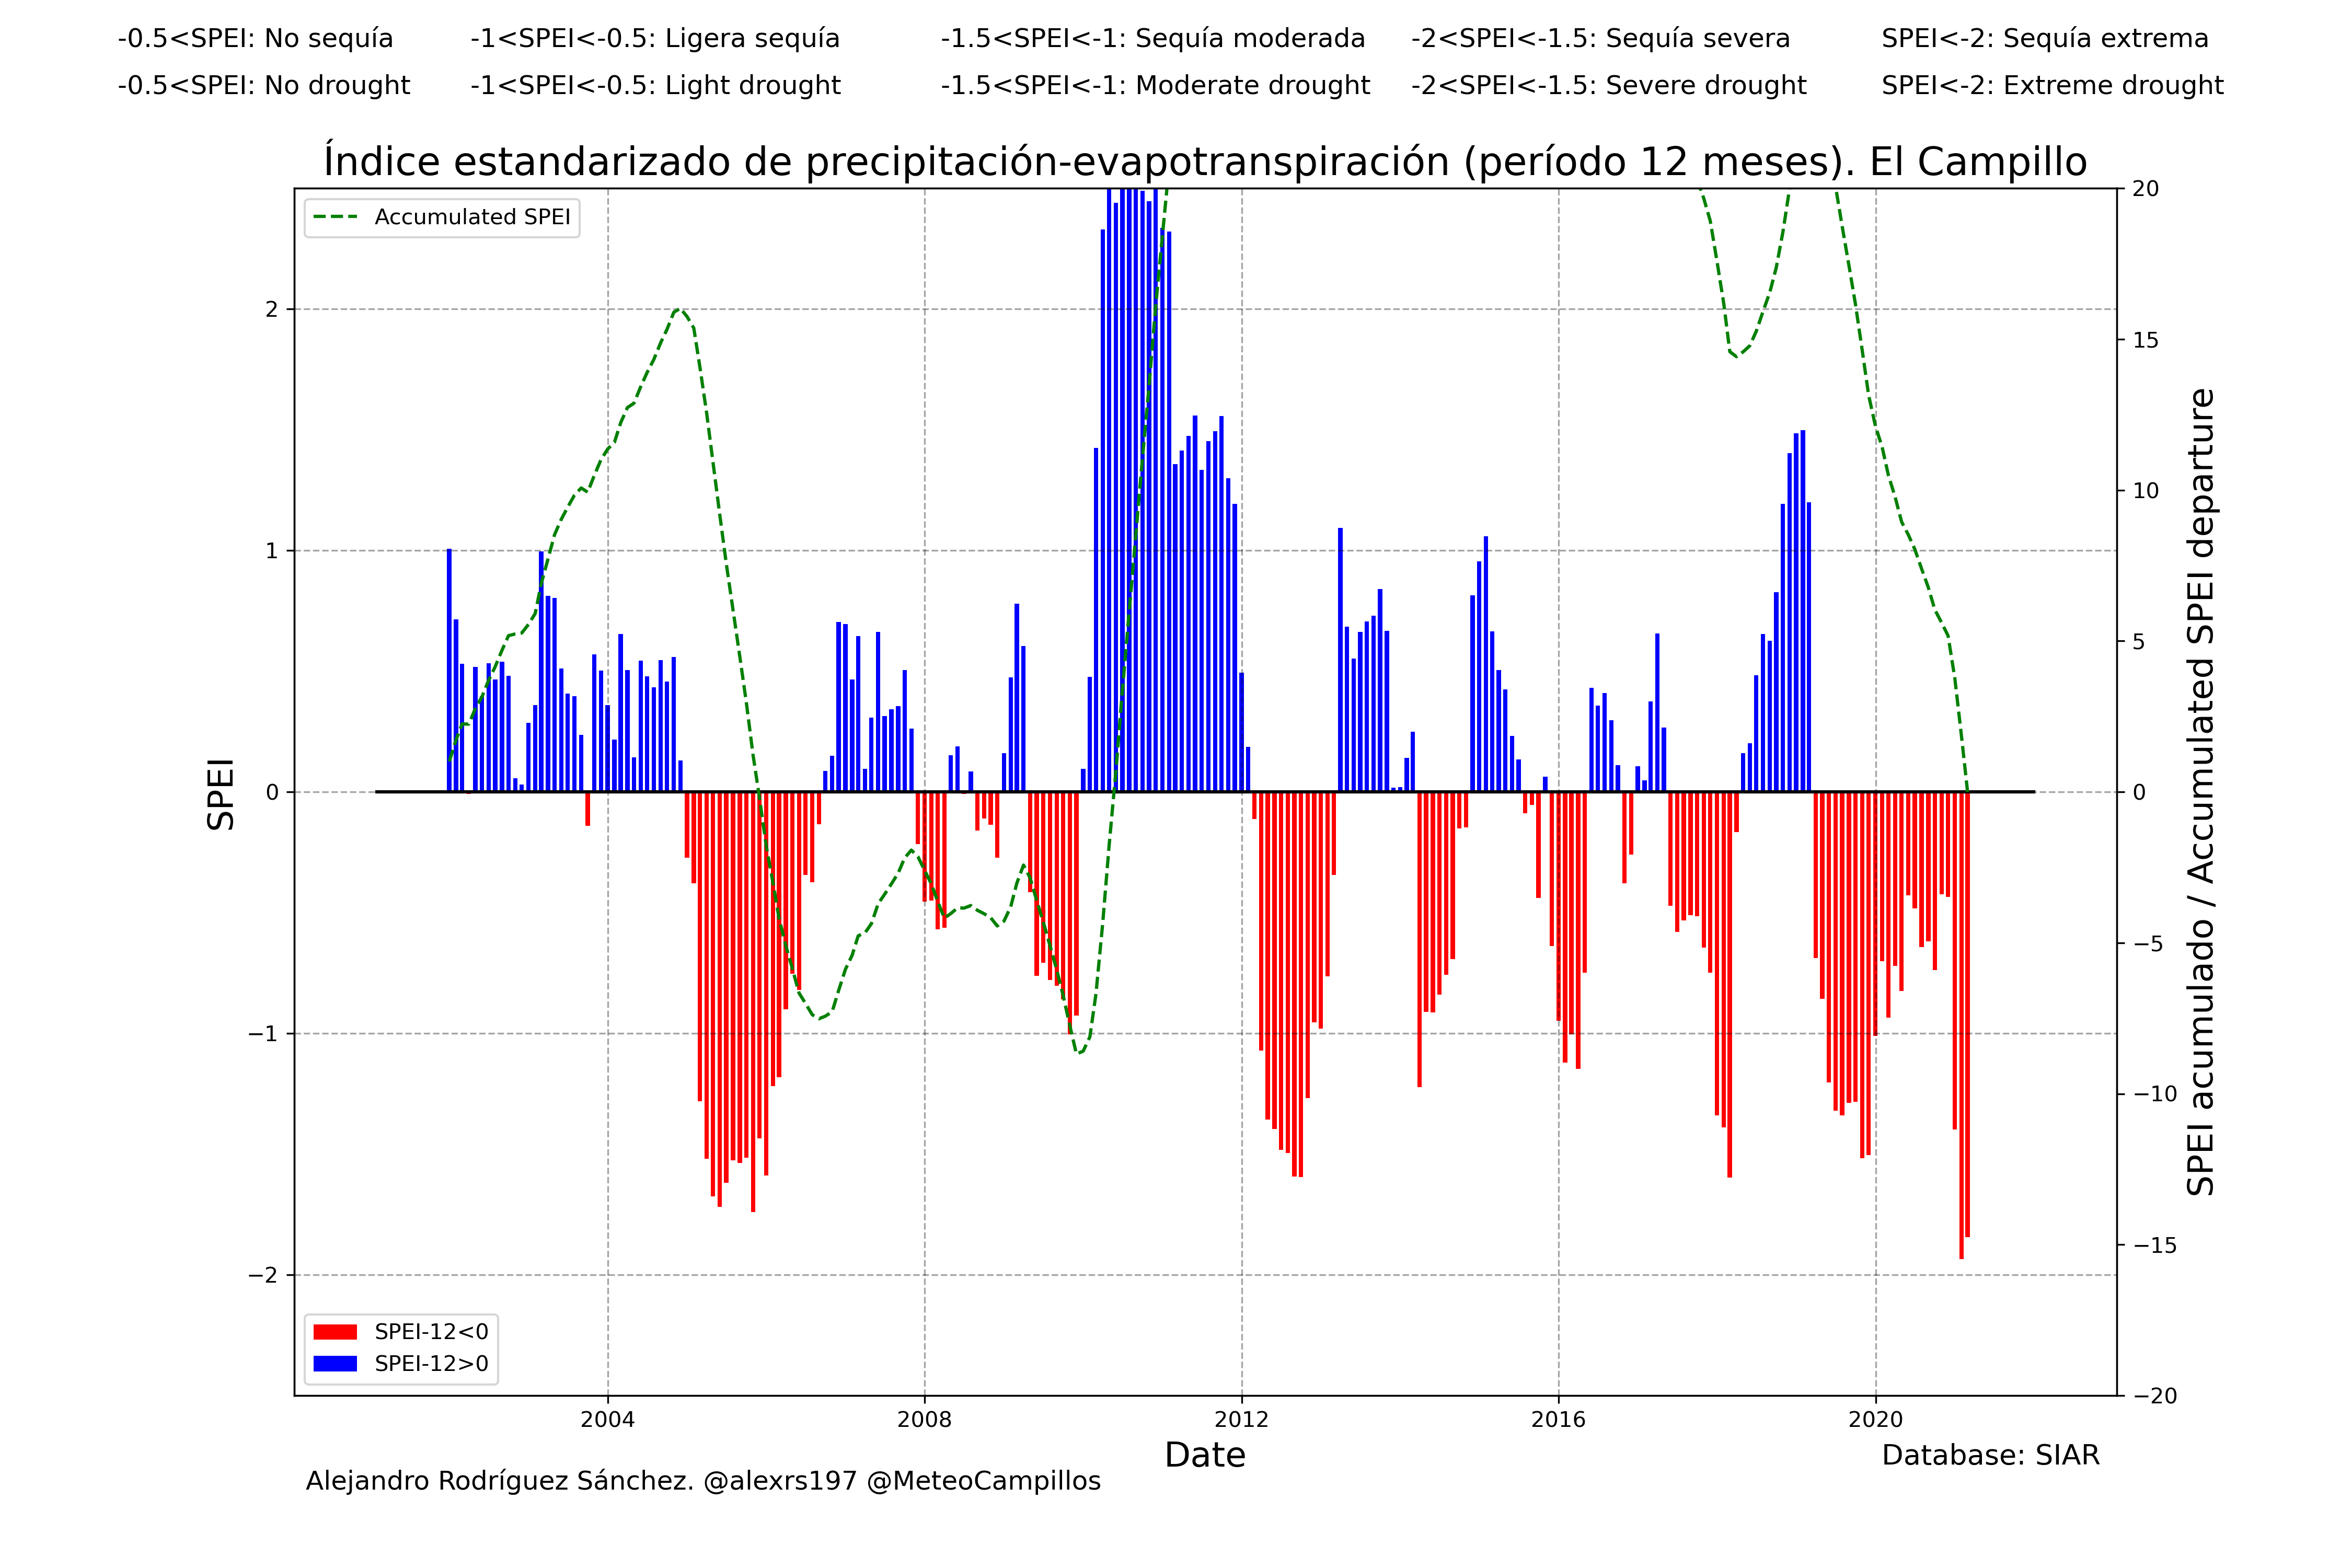 -0.5<SPEI: No sequía -1<SPEI<-0.5: Ligera sequía -1.5<SPEI<-1: Sequía moderada -2<SPEI<-1.5: Sequía severa SPEI<-2: Sequía extrema
-0.5<SPEI: No drought -1<SPEI<-0.5: Light drought -1.5<SPEI<-1: Moderate drought -2<SPEI<-1.5: Severe drought SPEI<-2: Extreme drought
Índice estandarizado de precipitación-evapotranspiración (período 12 meses). El Campillo
Accumulated SPEI
SPEI
2
1
0
−1
−2
20
15
10
5
0
−5
−10
−15
−20
SPEI acumulado / Accumulated SPEI departure
SPEI-12<0
SPEI-12>0
2004 2008 2012 2016 2020
Date
Database: SIAR
Alejandro Rodríguez Sánchez. @alexrs197 @MeteoCampillos